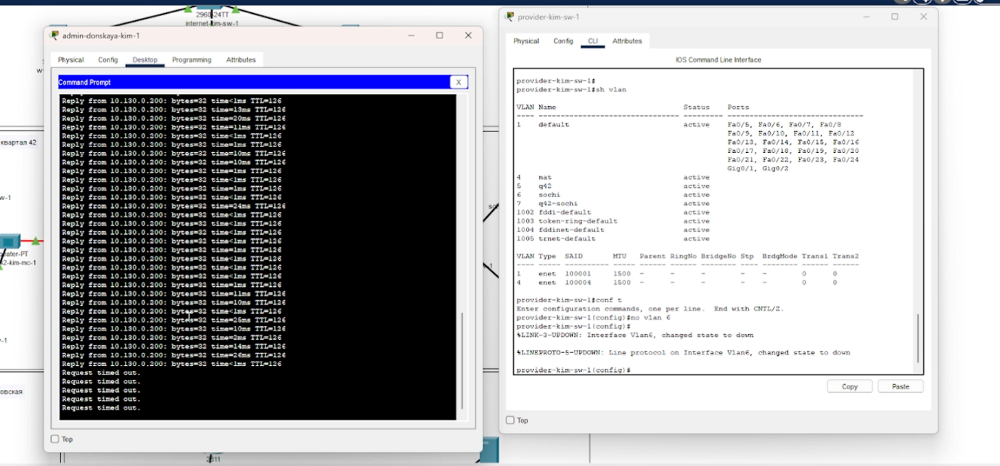 2960-24TT
internet-kim-sw-1
квартал 42
w-1
eater-PT
42-kim-mc-1
-1
овская
2811
admin-donskaya-kim-1
Physical Config Desktop Programming Attributes
Command Prompt X
Reply from 10.130.0.200: bytes=32 time<1ms TTL=126
Reply from 10.130.0.200: bytes=32 time=13ms TTL=126
Reply from 10.130.0.200: bytes=32 time=20ms TTL=126
Reply from 10.130.0.200: bytes=32 time=11ms TTL=126
Reply from 10.130.0.200: bytes=32 time<1ms TTL=126
Reply from 10.130.0.200: bytes=32 time=1ms TTL=126
Reply from 10.130.0.200: bytes=32 time=10ms TTL=126
Reply from 10.130.0.200: bytes=32 time=10ms TTL=126
Reply from 10.130.0.200: bytes=32 time<1ms TTL=126
Reply from 10.130.0.200: bytes=32 time<1ms TTL=126
Reply from 10.130.0.200: bytes=32 time<1ms TTL=126
Reply from 10.130.0.200: bytes=32 time<1ms TTL=126
Reply from 10.130.0.200: bytes=32 time=24ms TTL=126
Reply from 10.130.0.200: bytes=32 time<1ms TTL=126
Reply from 10.130.0.200: bytes=32 time<1ms TTL=126
Reply from 10.130.0.200: bytes=32 time<1ms TTL=126
Reply from 10.130.0.200: bytes=32 time<1ms TTL=126
Reply from 10.130.0.200: bytes=32 time=1ms TTL=126
Reply from 10.130.0.200: bytes=32 time<1ms TTL=126
Reply from 10.130.0.200: bytes=32 time<1ms TTL=126
Reply from 10.130.0.200: bytes=32 time<1ms TTL=126
Reply from 10.130.0.200: bytes=32 time=1ms TTL=126
Reply from 10.130.0.200: bytes=32 time=11ms TTL=126
Reply from 10.130.0.200: bytes=32 time=10ms TTL=126
Reply from 10.130.0.200: bytes=32 time<1ms TTL=126
Reply from 10.130.0.200: bytes=32 time=25ms TTL=126
Reply from 10.130.0.200: bytes=32 time=10ms TTL=126
Reply from 10.130.0.200: bytes=32 time=2ms TTL=126
Reply from 10.130.0.200: bytes=32 time=14ms TTL=126
Reply from 10.130.0.200: bytes=32 time=26ms TTL=126
Reply from 10.130.0.200: bytes=32 time<1ms TTL=126
Request timed out.
Request timed out.
Request timed out.
Request timed out.
Request timed out.
Top
provider-kim-sw-1
Physical Config CLI Attributes
IOS Command Line Interface
provider-kim-sw-1#
provider-kim-sw-1#sh vlan
VLAN Name Status Ports
---- -------------------------------- --------- -------------------------------
1 default active Fa0/5, Fa0/6, Fa0/7, Fa0/8
Fa0/9, Fa0/10, Fa0/11, Fa0/12
Fa0/13, Fa0/14, Fa0/15, Fa0/16
Fa0/17, Fa0/18, Fa0/19, Fa0/20
Fa0/21, Fa0/22, Fa0/23, Fa0/24
Gig0/1, Gig0/2
4 nat active
5 q42 active
6 sochi active
7 q42-sochi active
1002 fddi-default active
1003 token-ring-default active
1004 fddinet-default active
1005 trnet-default active
VLAN Type SAID MTU Parent RingNo BridgeNo Stp BrdgMode Trans1 Trans2
---- ----- ---------- ----- ------ ------ -------- ---- -------- ------ ------
1 enet 100001 1500 - - - - - 0 0
4 enet 100004 1500 - - - - - 0 0
provider-kim-sw-1#conf t
Enter configuration commands, one per line. End with CNTL/Z.
provider-kim-sw-1(config)#no vlan 6
provider-kim-sw-1(config)#
%LINK-3-UPDOWN: Interface Vlan6, changed state to down
%LINEPROTO-5-UPDOWN: Line protocol on Interface Vlan6, changed state to down
provider-kim-sw-1(config)#
Copy Paste
Top